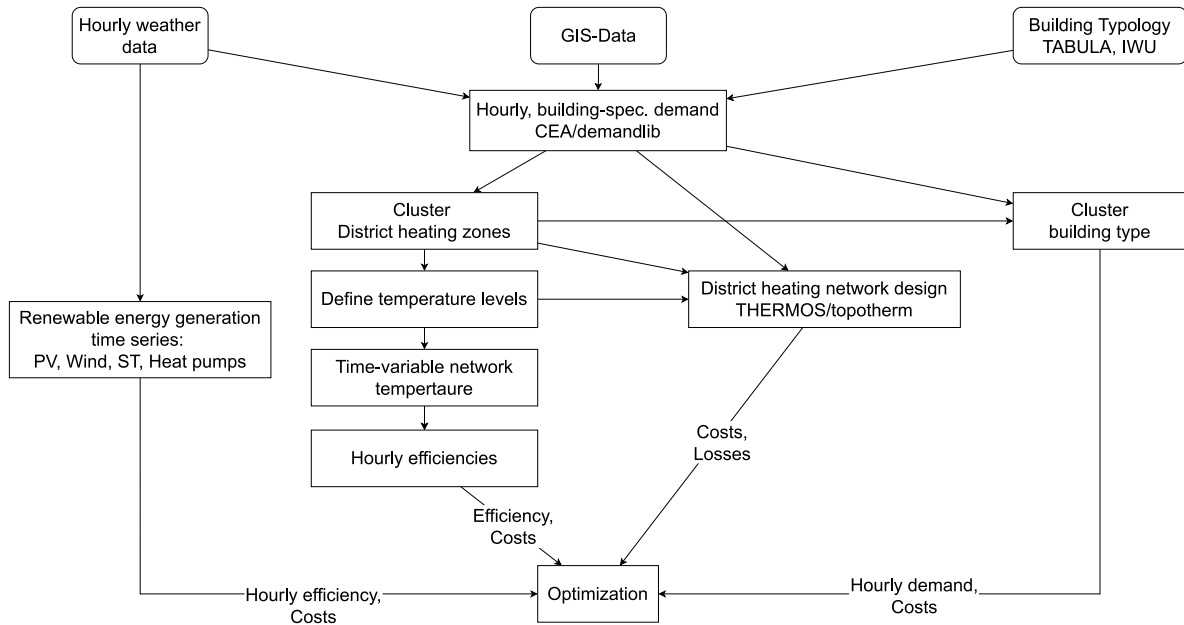 Hourly weather
data
GIS-Data
Building Typology
TABULA, IWU
Hourly, building-spec. demand
CEA/demandlib
Cluster
District heating zones
Cluster
building type
Define temperature levels
District heating network design
THERMOS/topotherm
Renewable energy generation
time series:
PV, Wind, ST, Heat pumps
Time-variable network
tempertaure
Costs,
Losses
Hourly efficiencies
Efficiency,
Costs
Hourly efficiency,
Costs
Optimization
Hourly demand,
Costs